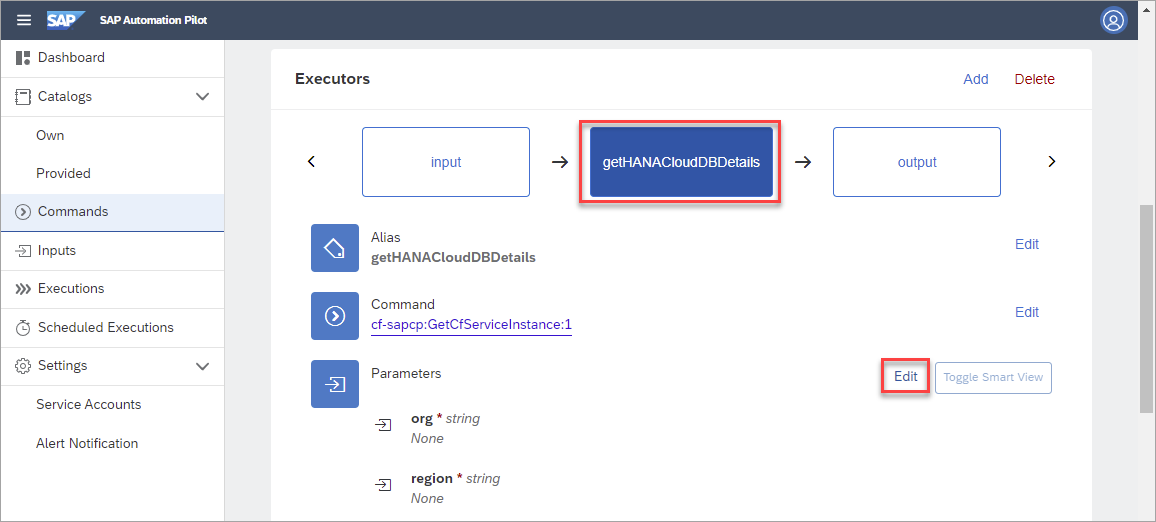 SAP SAP Automation Pilot
Dashboard
Catalogs
Own
Provided
Commands
Inputs
Executions
Scheduled Executions
Settings
Service Accounts
Alert Notification
Executors Add Delete
input getHANACloudDBDetails output
Alias
getHANACloudDBDetails
Edit
Command
cf-sapcp:GetCfServiceInstance:1
Edit
Parameters Edit Toggle Smart View
org * string
None
region * string
None